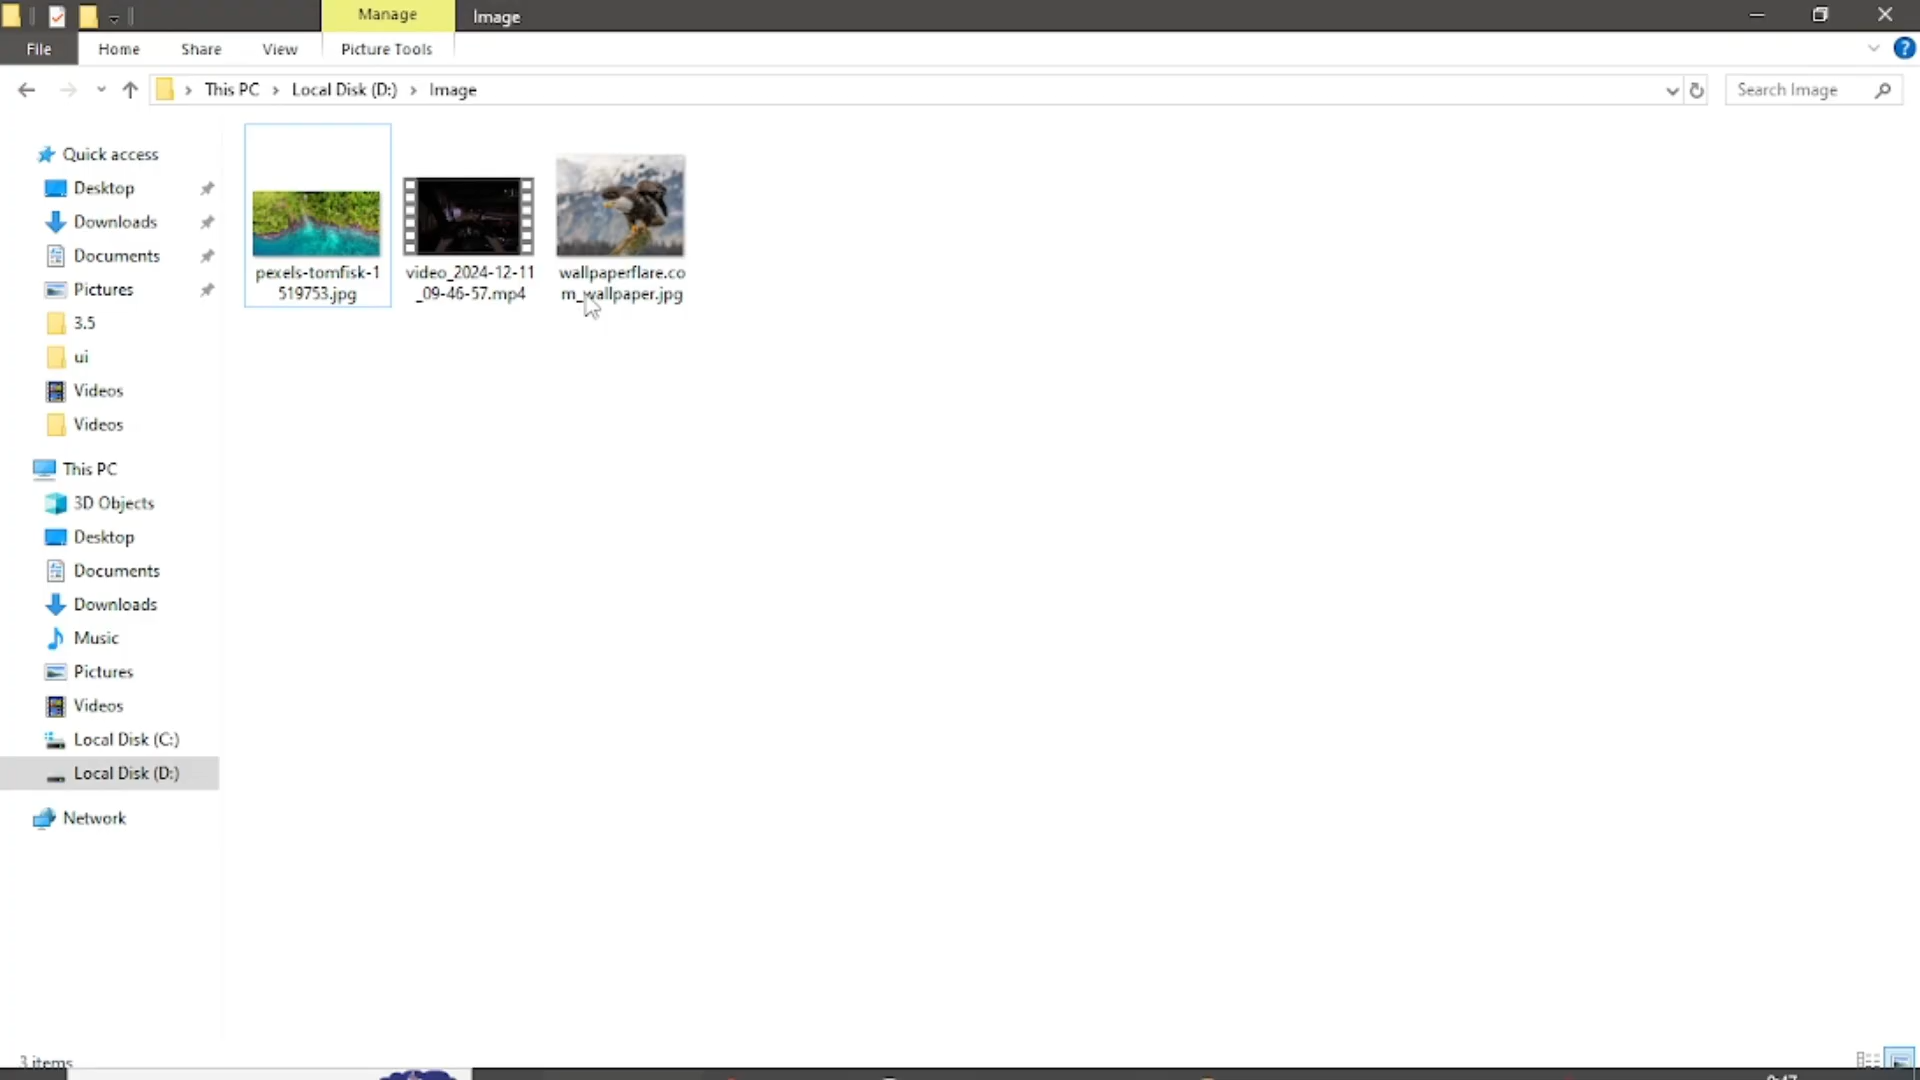 Manage
Image
File
Home
Share
View
Picture Tools
This PC
Local Disk (D:)
Image
Search Image
Quick access
Desktop
Downloads
Documents
Pictures
3.5
ui
Videos
Videos
This PC
3D Objects
Desktop
Documents
Downloads
Music
Pictures
Videos
Local Disk (C:)
Local Disk (D:)
Network
pexels-tomfisk-1
519753.jpg
video_2024-12-11
_09-46-57.mp4
wallpaperflare.co
m_wallpaper.jpg
3 items